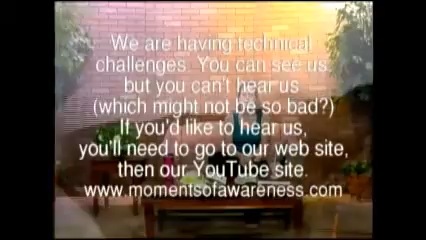 We are having technical
challenges. You can see us
but you can't hear us
(which might not be so bad?)
If you'd like to hear us,
you'll need to go to our web site,
then our YouTube site.
www.momentsofawareness.com